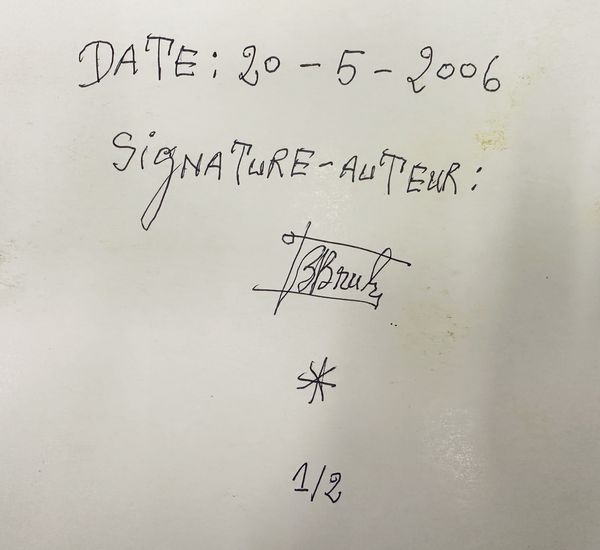 DATE: 20 - 5 - 2006
SIGNATURE-AUTEUR:
*
1/2